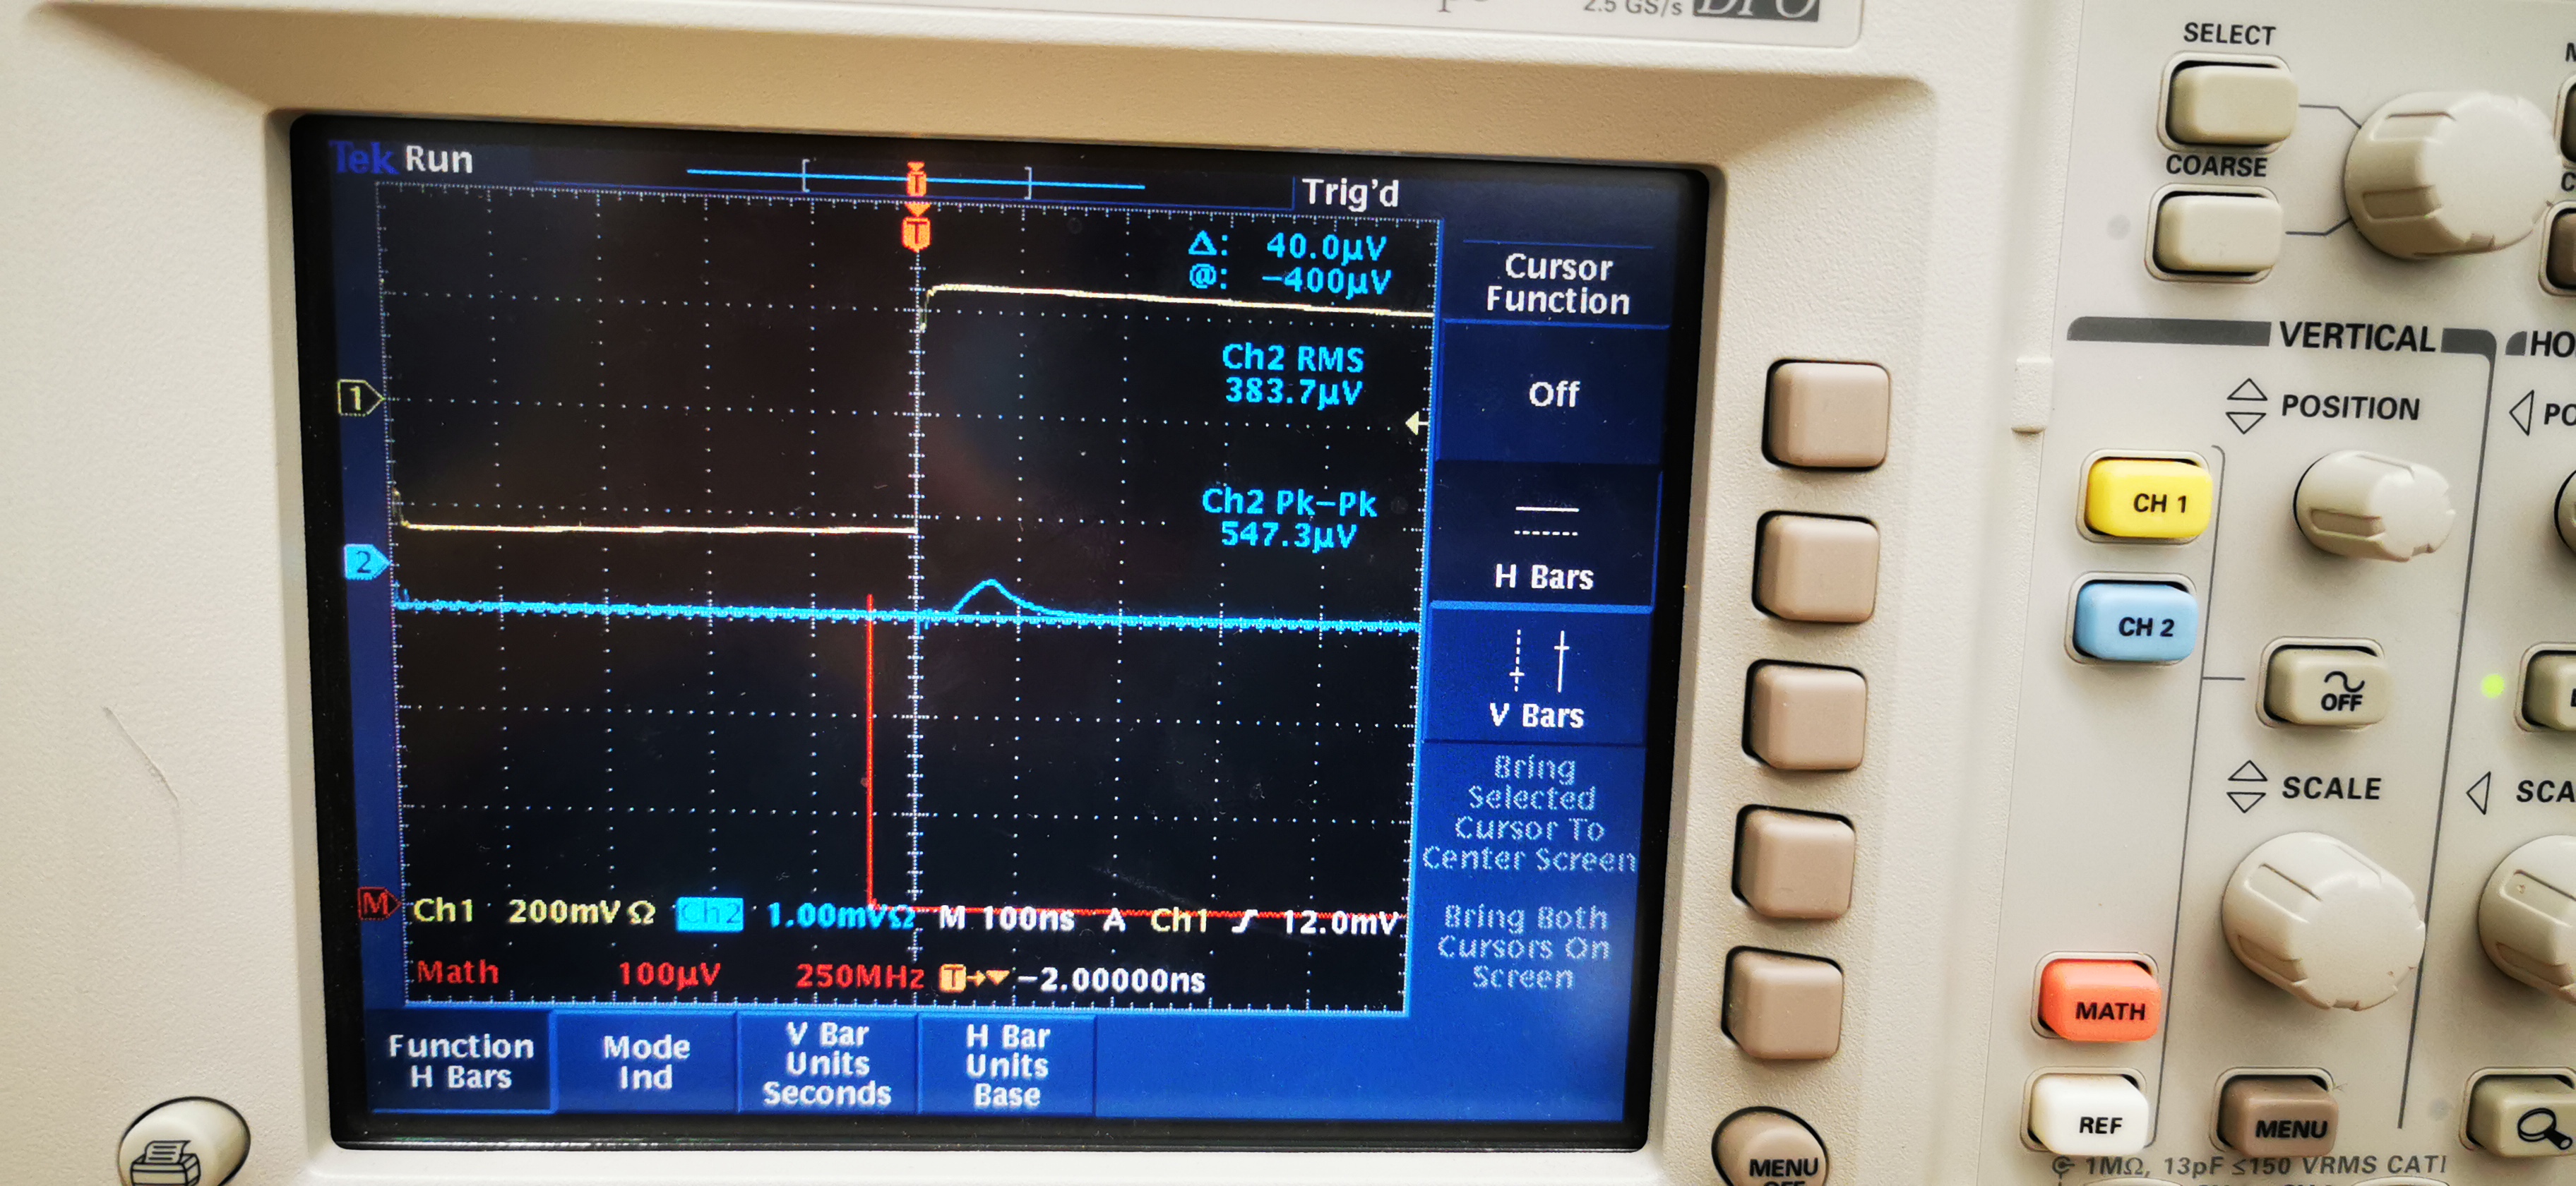 2.5 GS/s DPO
Tek Run
Trig'd
T
T
Δ: 40.0µV
@: -400µV
Ch2 RMS
383.7µV
Ch2 Pk-Pk
547.3µV
1
2
M
Ch1 200mVΩ Ch2 1.00mVΩ M 100ns A Ch1 12.0mV
Math 100µV 250MHz T -2.00000ns
Cursor
Function
Off
H Bars
V Bars
Bring
Selected
Cursor To
Center Screen
Bring Both
Cursors On
Screen
Function
H Bars
Mode
Ind
V Bar
Units
Seconds
H Bar
Units
Base
MENU
OFF
SELECT
COARSE
VERTICAL
HO
POSITION
PO
CH 1
CH 2
OFF
SCALE
SCA
MATH
REF
MENU
1MΩ, 13pF ≤150 VRMS CAT I